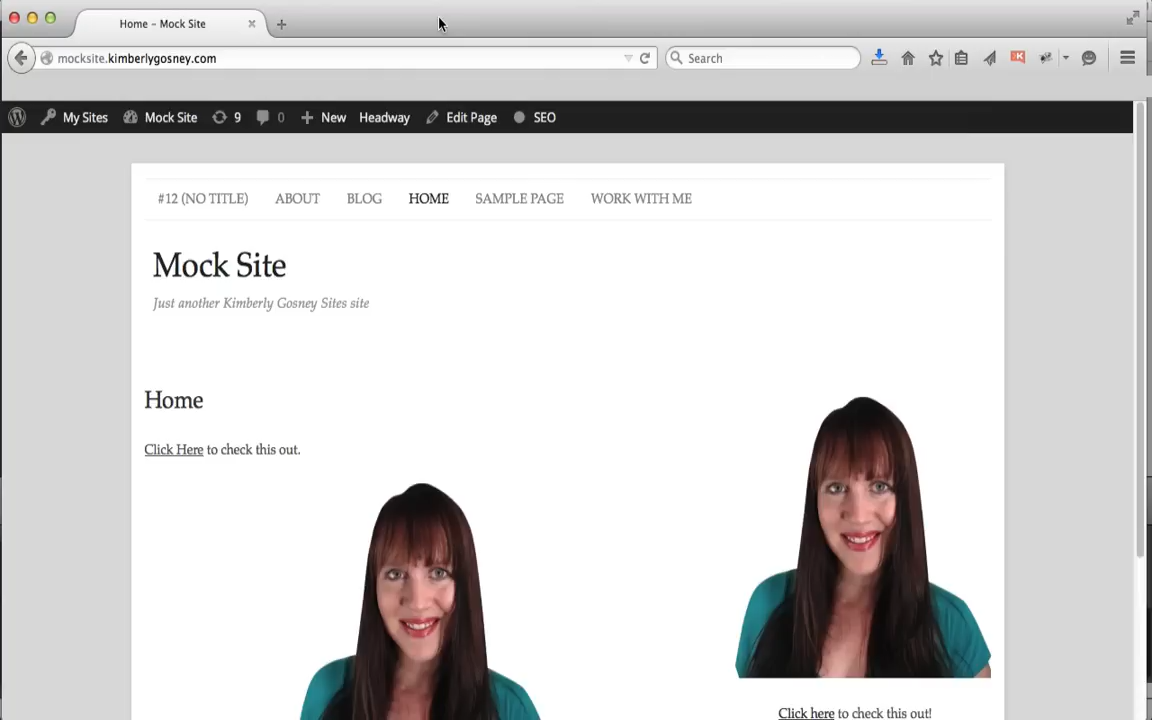 Home – Mock Site
mocksite.kimberlygosney.com
Search
My Sites Mock Site 9 0 New Headway Edit Page SEO
#12 (NO TITLE) ABOUT BLOG HOME SAMPLE PAGE WORK WITH ME
Mock Site
Just another Kimberly Gosney Sites site
Home
Click Here to check this out.
Click here to check this out!